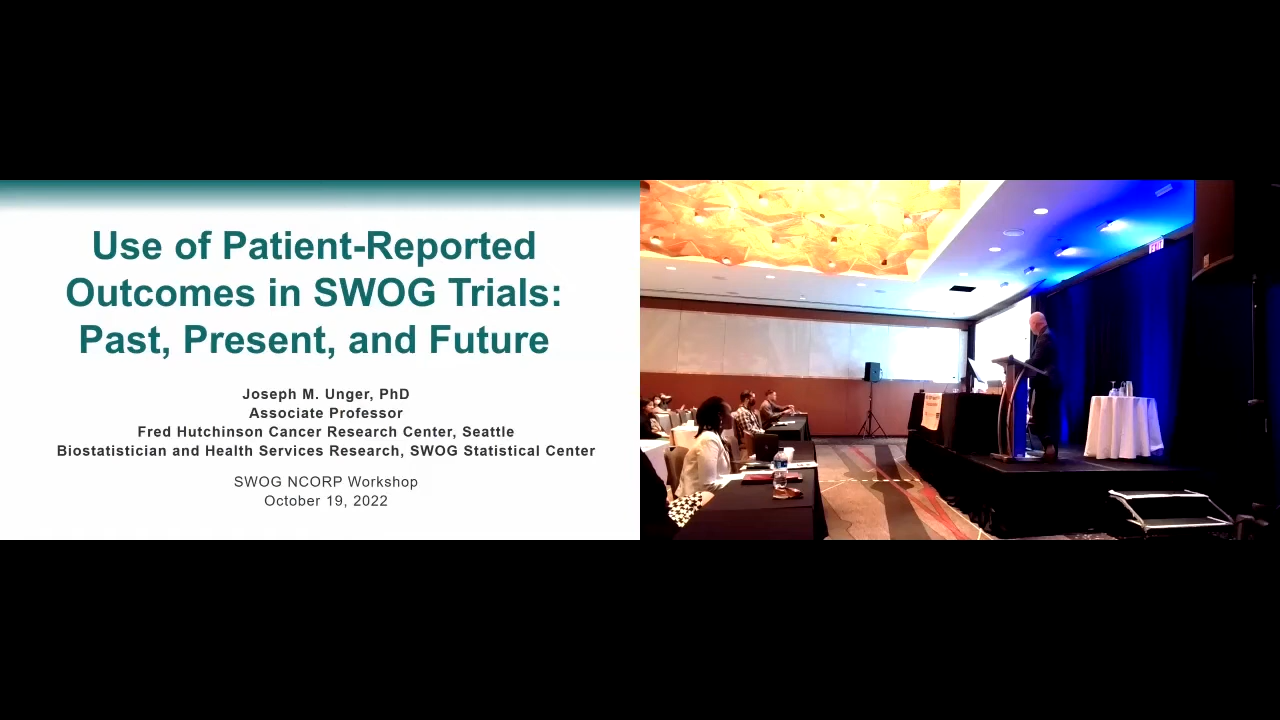 Use of Patient-Reported
Outcomes in SWOG Trials:
Past, Present, and Future
Joseph M. Unger, PhD
Associate Professor
Fred Hutchinson Cancer Research Center, Seattle
Biostatistician and Health Services Research, SWOG Statistical Center
SWOG NCORP Workshop
October 19, 2022